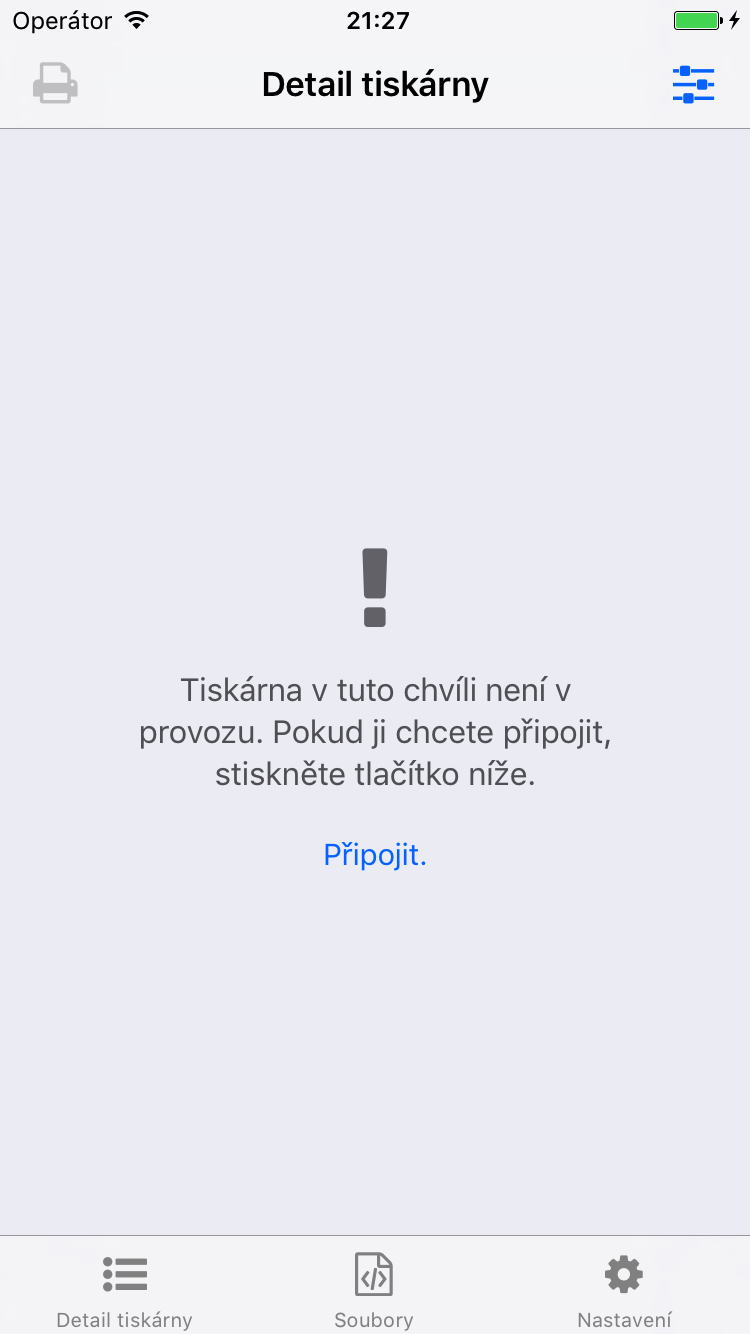 Operátor
21:27
Detail tiskárny
Tiskárna v tuto chvíli není v
provozu. Pokud ji chcete připojit,
stiskněte tlačítko níže.
Připojit.
Detail tiskárny
Soubory
Nastavení